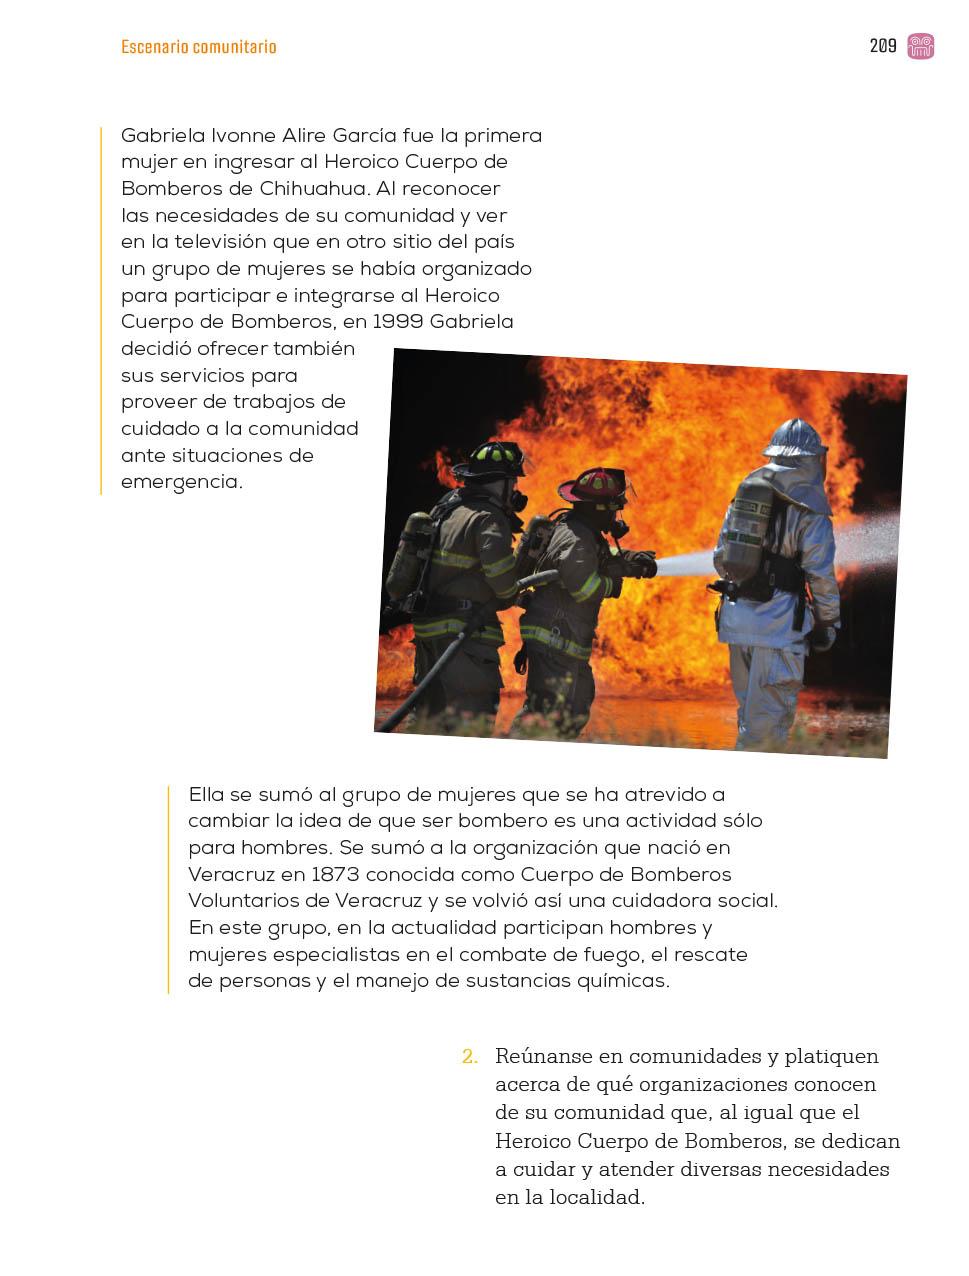 Escenario comunitario
209
Gabriela Ivonne Alire García fue la primera
mujer en ingresar al Heroico Cuerpo de
Bomberos de Chihuahua. Al reconocer
las necesidades de su comunidad y ver
en la televisión que en otro sitio del país
un grupo de mujeres se había organizado
para participar e integrarse al Heroico
Cuerpo de Bomberos, en 1999 Gabriela
decidió ofrecer también
sus servicios para
proveer de trabajos de
cuidado a la comunidad
ante situaciones de
emergencia.
Ella se sumó al grupo de mujeres que se ha atrevido a
cambiar la idea de que ser bombero es una actividad sólo
para hombres. Se sumó a la organización que nació en
Veracruz en 1873 conocida como Cuerpo de Bomberos
Voluntarios de Veracruz y se volvió así una cuidadora social.
En este grupo, en la actualidad participan hombres y
mujeres especialistas en el combate de fuego, el rescate
de personas y el manejo de sustancias químicas.
2. Reúnanse en comunidades y platiquen
acerca de qué organizaciones conocen
de su comunidad que, al igual que el
Heroico Cuerpo de Bomberos, se dedican
a cuidar y atender diversas necesidades
en la localidad.